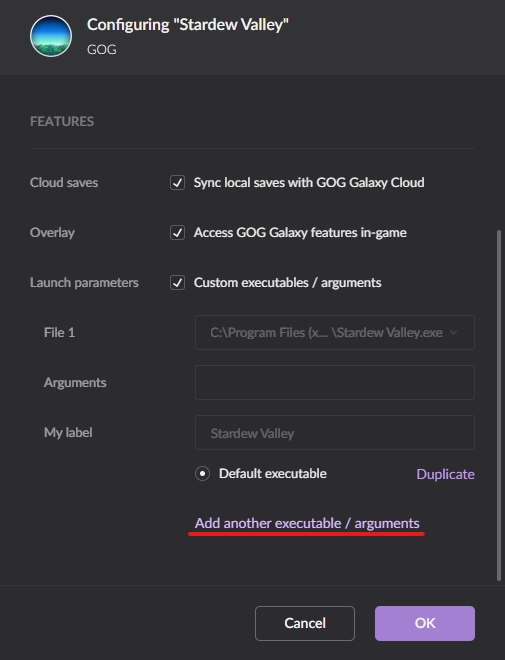 Configuring "Stardew Valley"
GOG
FEATURES
Cloud saves
Sync local saves with GOG Galaxy Cloud
Overlay
Access GOG Galaxy features in-game
Launch parameters
Custom executables / arguments
File 1
C:\Program Files (x... \Stardew Valley.exe
Arguments
My label
Stardew Valley
Default executable
Duplicate
Add another executable / arguments
Cancel
OK